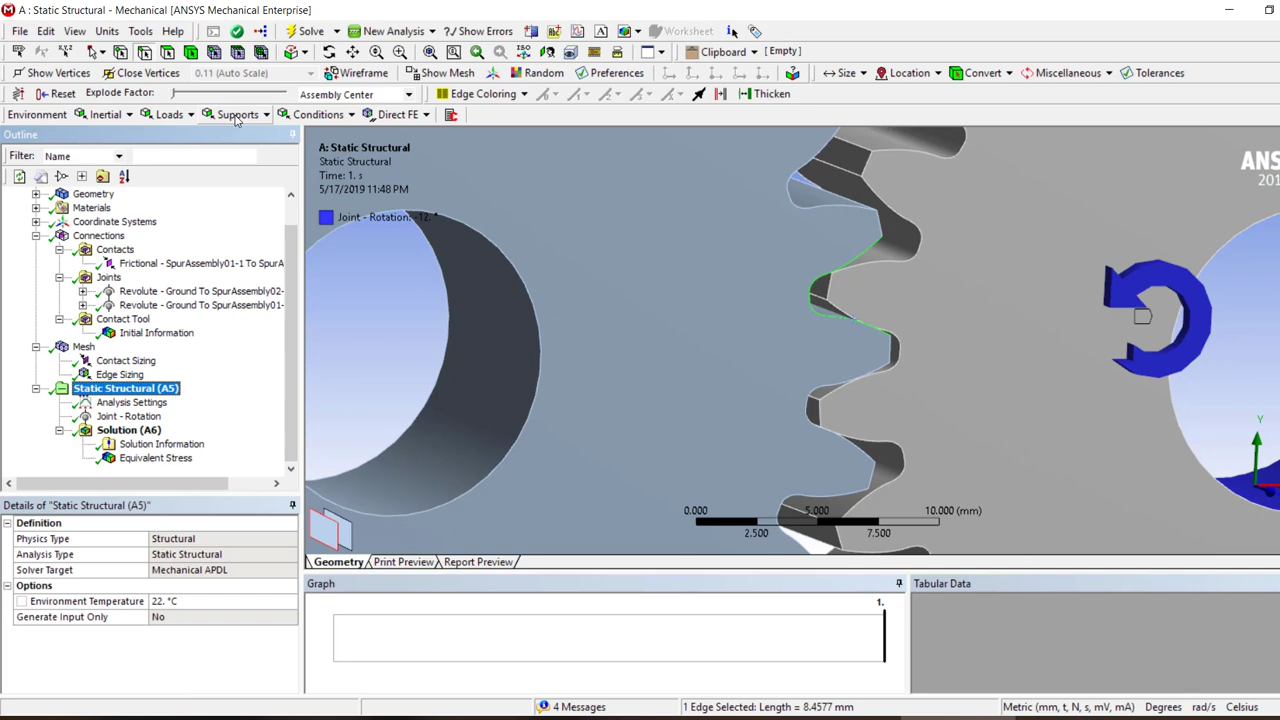 A : Static Structural - Mechanical [ANSYS Mechanical Enterprise]
File Edit View Units Tools Help Solve New Analysis Show Errors Worksheet
Clipboard [ Empty ]
Show Vertices Close Vertices 0.11 (Auto Scale) Wireframe Show Mesh Random Preferences Size Location Convert Miscellaneous Tolerances
Reset Explode Factor: Assembly Center Edge Coloring Thicken
Environment Inertial Loads Supports Conditions Direct FE
Outline
Filter: Name
Geometry
Materials
Coordinate Systems
Connections
Contacts
Frictional - SpurAssembly01-1 To SpurA
Joints
Revolute - Ground To SpurAssembly02-
Revolute - Ground To SpurAssembly01-
Contact Tool
Initial Information
Mesh
Contact Sizing
Edge Sizing
Static Structural (A5)
Analysis Settings
Joint - Rotation
Solution (A6)
Solution Information
Equivalent Stress
Details of "Static Structural (A5)"
Definition
Physics Type Structural
Analysis Type Static Structural
Solver Target Mechanical APDL
Options
Environment Temperature 22. °C
Generate Input Only No
A: Static Structural
Static Structural
Time: 1. s
5/17/2019 11:48 PM
Joint - Rotation: -12. °
ANS
201
Y
0.000 5.000 10.000 (mm)
2.500 7.500
Geometry Print Preview Report Preview
Graph
1.
Tabular Data
4 Messages 1 Edge Selected: Length = 8.4577 mm Metric (mm, t, N, s, mV, mA) Degrees rad/s Celsius